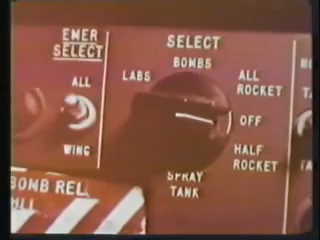 EMER
SELECT
ALL
WING
SELECT
BOMBS
LABS
ALL
ROCKET
OFF
HALF
ROCKET
SPRAY
TANK
BOMB REL